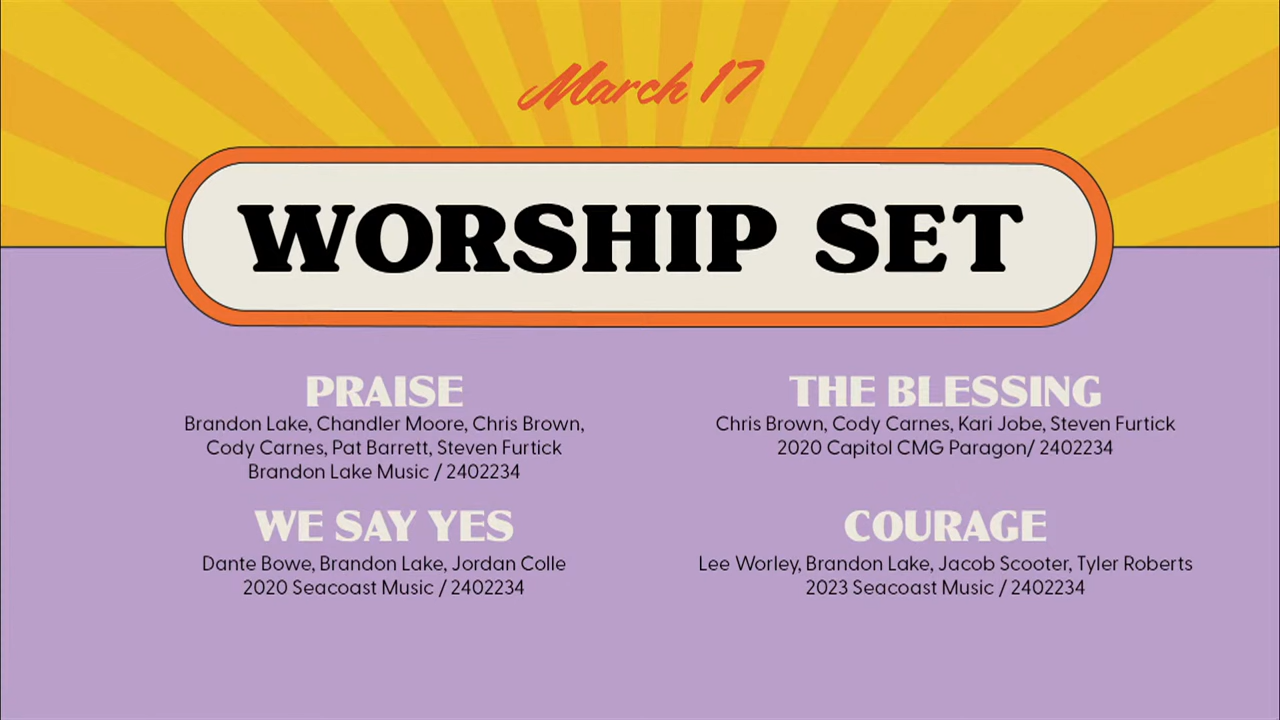 March 17
WORSHIP SET
PRAISE
Brandon Lake, Chandler Moore, Chris Brown,
Cody Carnes, Pat Barrett, Steven Furtick
Brandon Lake Music / 2402234
THE BLESSING
Chris Brown, Cody Carnes, Kari Jobe, Steven Furtick
2020 Capitol CMG Paragon/ 2402234
WE SAY YES
Dante Bowe, Brandon Lake, Jordan Colle
2020 Seacoast Music / 2402234
COURAGE
Lee Worley, Brandon Lake, Jacob Scooter, Tyler Roberts
2023 Seacoast Music / 2402234